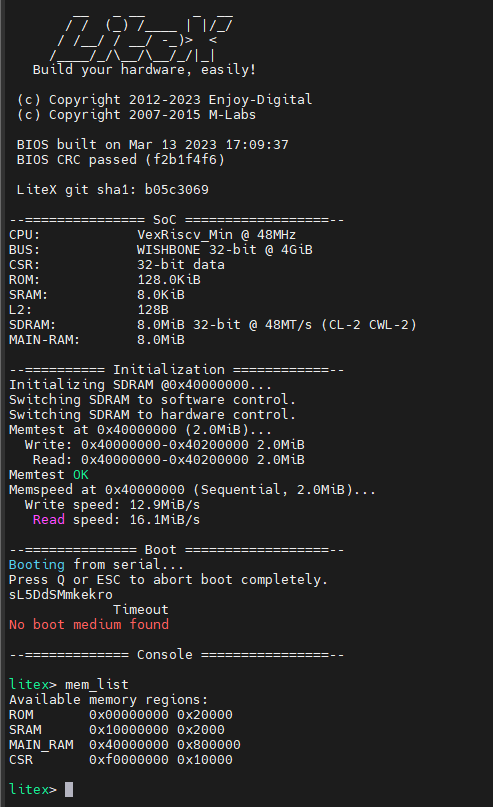 __   _ __      _  __
       / /  (_) /____ | |/_/
      / /__/ / __/ -_)>  <
     /____/_/\__/\__/_/|_|
   Build your hardware, easily!

 (c) Copyright 2012-2023 Enjoy-Digital
 (c) Copyright 2007-2015 M-Labs

 BIOS built on Mar 13 2023 17:09:37
 BIOS CRC passed (f2b1f4f6)

 LiteX git sha1: b05c3069

--=============== SoC ==================--
CPU:            VexRiscv_Min @ 48MHz
BUS:            WISHBONE 32-bit @ 4GiB
CSR:            32-bit data
ROM:            128.0KiB
SRAM:           8.0KiB
L2:             128B
SDRAM:          8.0MiB 32-bit @ 48MT/s (CL-2 CWL-2)
MAIN-RAM:       8.0MiB

--========== Initialization ============--
Initializing SDRAM @0x40000000...
Switching SDRAM to software control.
Switching SDRAM to hardware control.
Memtest at 0x40000000 (2.0MiB)...
  Write: 0x40000000-0x40200000 2.0MiB
   Read: 0x40000000-0x40200000 2.0MiB
Memtest OK
Memspeed at 0x40000000 (Sequential, 2.0MiB)...
  Write speed: 12.9MiB/s
   Read speed: 16.1MiB/s

--============== Boot ==================--
Booting from serial...
Press Q or ESC to abort boot completely.
sL5DdSMmkekro
             Timeout
No boot medium found

--============= Console ================--

litex> mem_list
Available memory regions:
ROM       0x00000000 0x20000
SRAM      0x10000000 0x2000
MAIN_RAM  0x40000000 0x800000
CSR       0xf0000000 0x10000

litex>